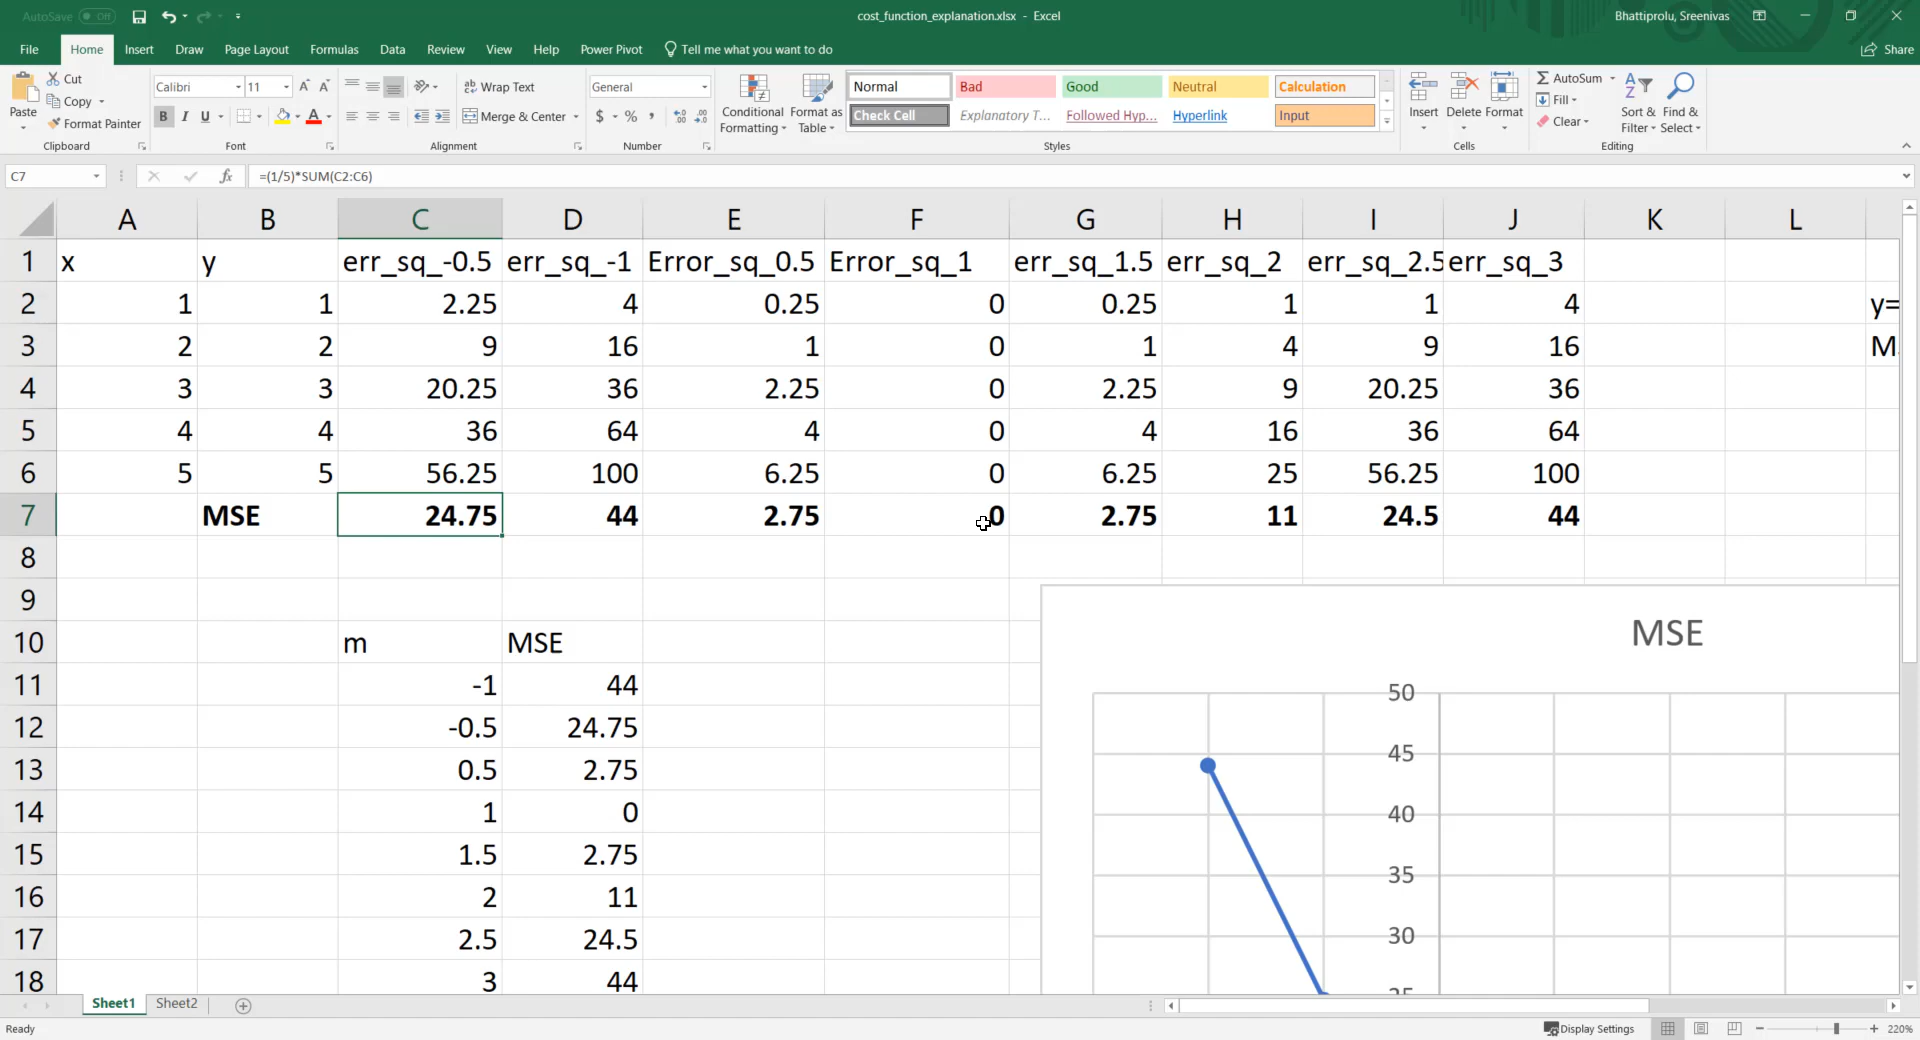 AutoSave Off
cost_function_explanation.xlsx - Excel
Bhattiprolu, Sreenivas
File Home Insert Draw Page Layout Formulas Data Review View Help Power Pivot Tell me what you want to do Share
Paste
Cut
Copy
Format Painter
Clipboard
Calibri 11
B I U
Font
Wrap Text
Merge & Center
Alignment
General
$ % ,
Number
Conditional Formatting
Format as Table
Normal Bad Good Neutral Calculation
Check Cell Explanatory T... Followed Hyp... Hyperlink Input
Styles
Insert Delete Format
Cells
AutoSum
Fill
Clear
Sort & Filter
Find & Select
Editing
C7 fx =(1/5)*SUM(C2:C6)
A B C D E F G H I J K L
1 x y err_sq_-0.5 err_sq_-1 Error_sq_0.5 Error_sq_1 err_sq_1.5 err_sq_2 err_sq_2.5 err_sq_3
2 1 1 2.25 4 0.25 0 0.25 1 1 4 y=
3 2 2 9 16 1 0 1 4 9 16 M
4 3 3 20.25 36 2.25 0 2.25 9 20.25 36
5 4 4 36 64 4 0 4 16 36 64
6 5 5 56.25 100 6.25 0 6.25 25 56.25 100
7 MSE 24.75 44 2.75 0 2.75 11 24.5 44
8
9
10 m MSE
11 -1 44
12 -0.5 24.75
13 0.5 2.75
14 1 0
15 1.5 2.75
16 2 11
17 2.5 24.5
18 3 44
MSE
50
45
40
35
30
Sheet1 Sheet2
Ready
Display Settings
220%